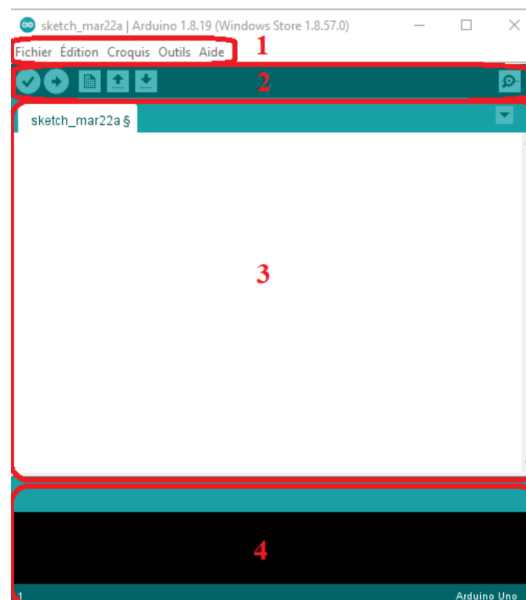 sketch_mar22a | Arduino 1.8.19 (Windows Store 1.8.57.0)
Fichier Édition Croquis Outils Aide 1
2
sketch_mar22a §
3
4
1 Arduino Uno